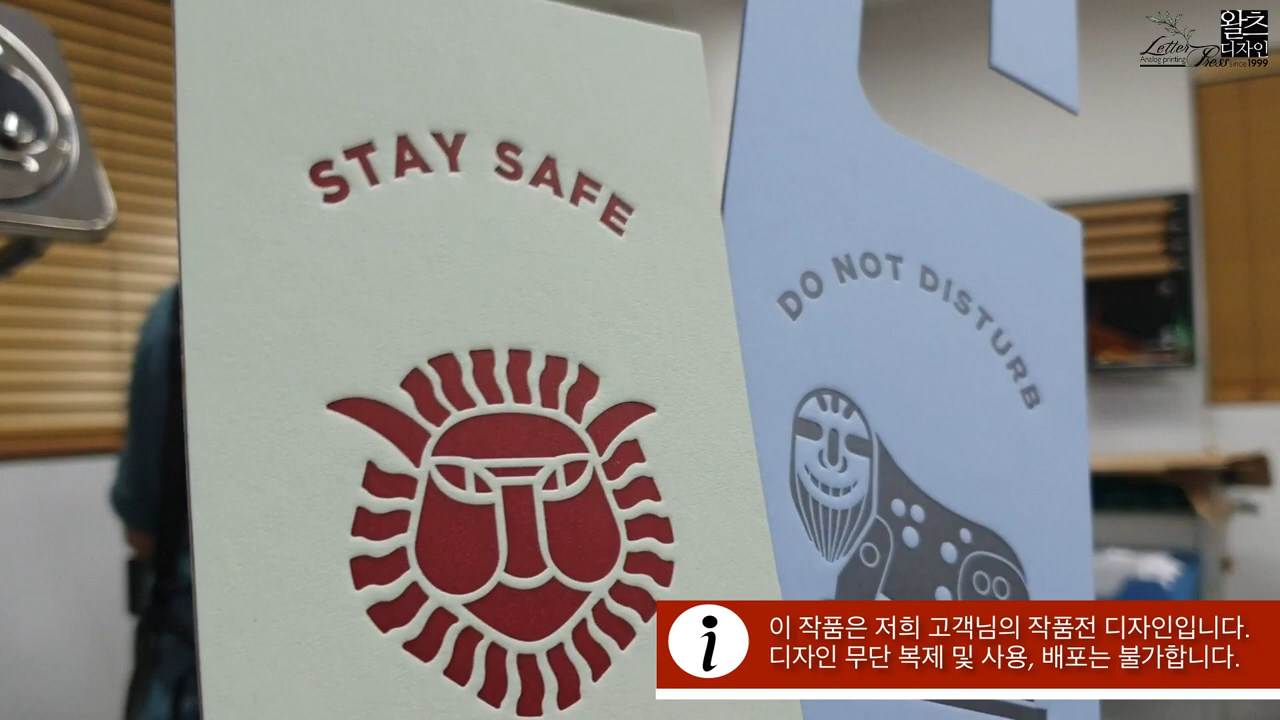 왈츠
디자인
Letter Press
Analog printing
since 1999
STAY SAFE
DO NOT DISTURB
이 작품은 저희 고객님의 작품전 디자인입니다.
디자인 무단 복제 및 사용, 배포는 불가합니다.